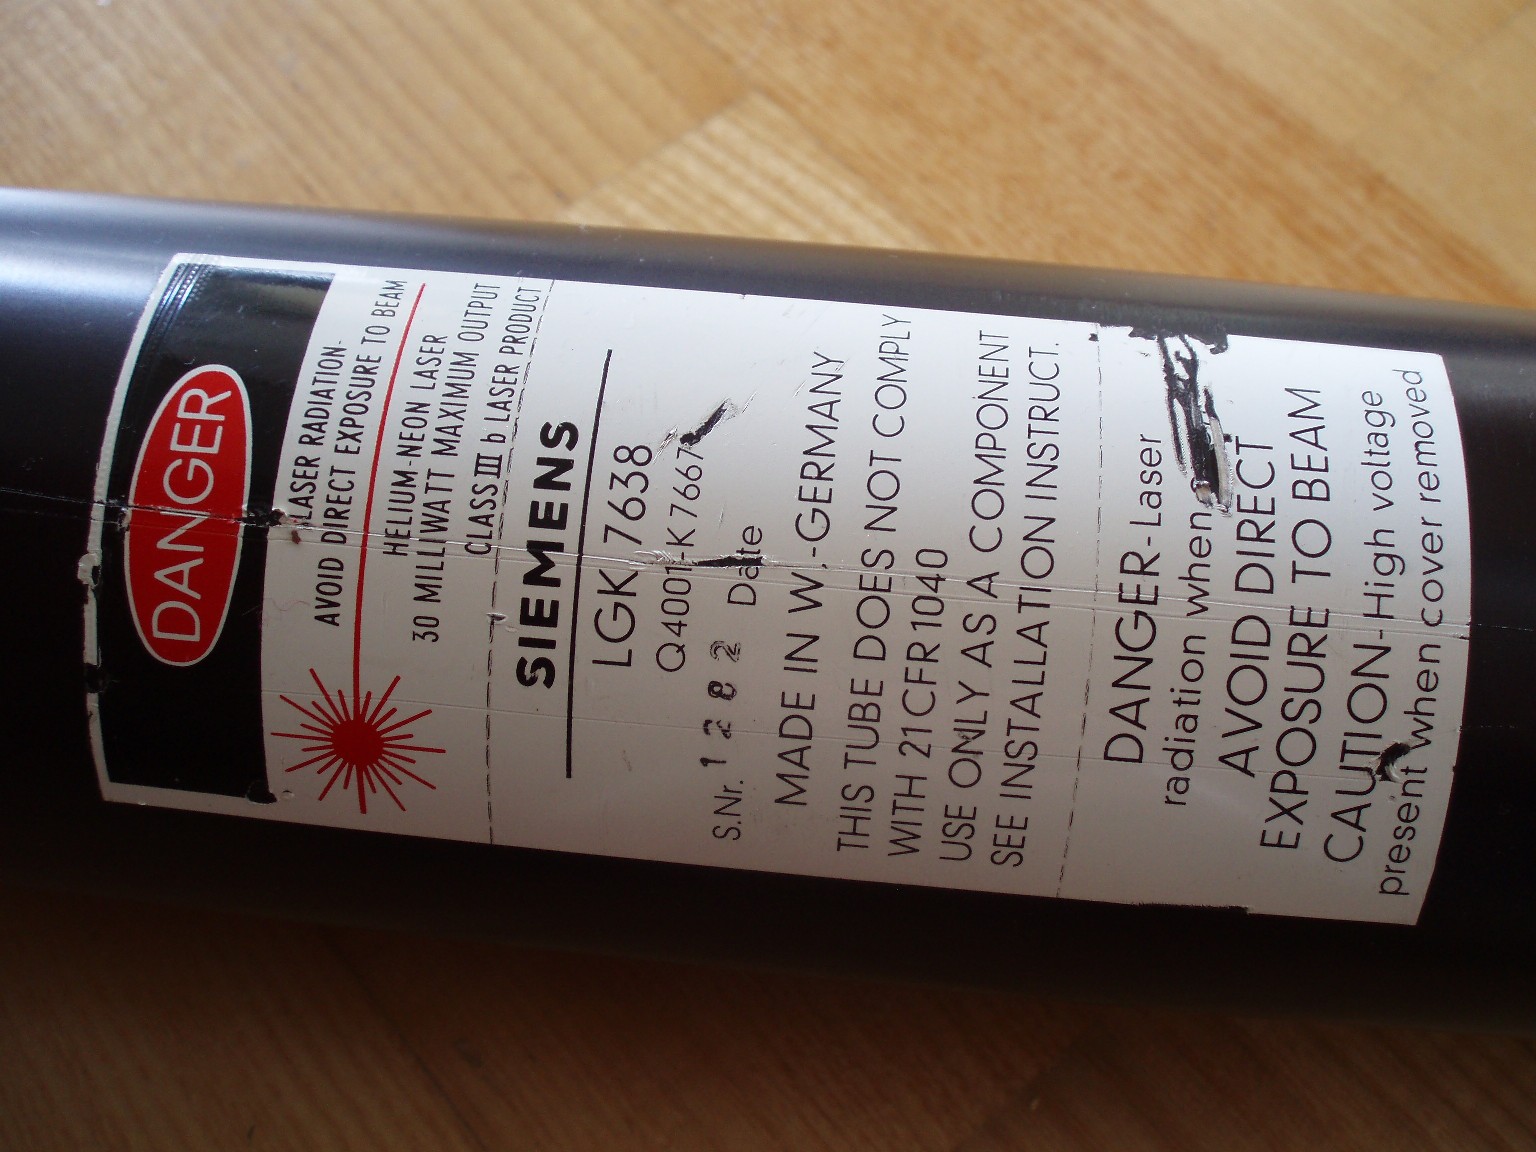 DANGER
LASER RADIATION-
AVOID DIRECT EXPOSURE TO BEAM
HELIUM-NEON LASER
30 MILLIWATT MAXIMUM OUTPUT
CLASS III b LASER PRODUCT
SIEMENS
LGK 7638
Q4001-K7667
S.Nr. 1282 Date
MADE IN W.-GERMANY
THIS TUBE DOES NOT COMPLY
WITH 21 CFR 1040
USE ONLY AS A COMPONENT
SEE INSTALLATION INSTRUCT.
DANGER-Laser
radiation when
AVOID DIRECT
EXPOSURE TO BEAM
CAUTION-High voltage
present when cover removed